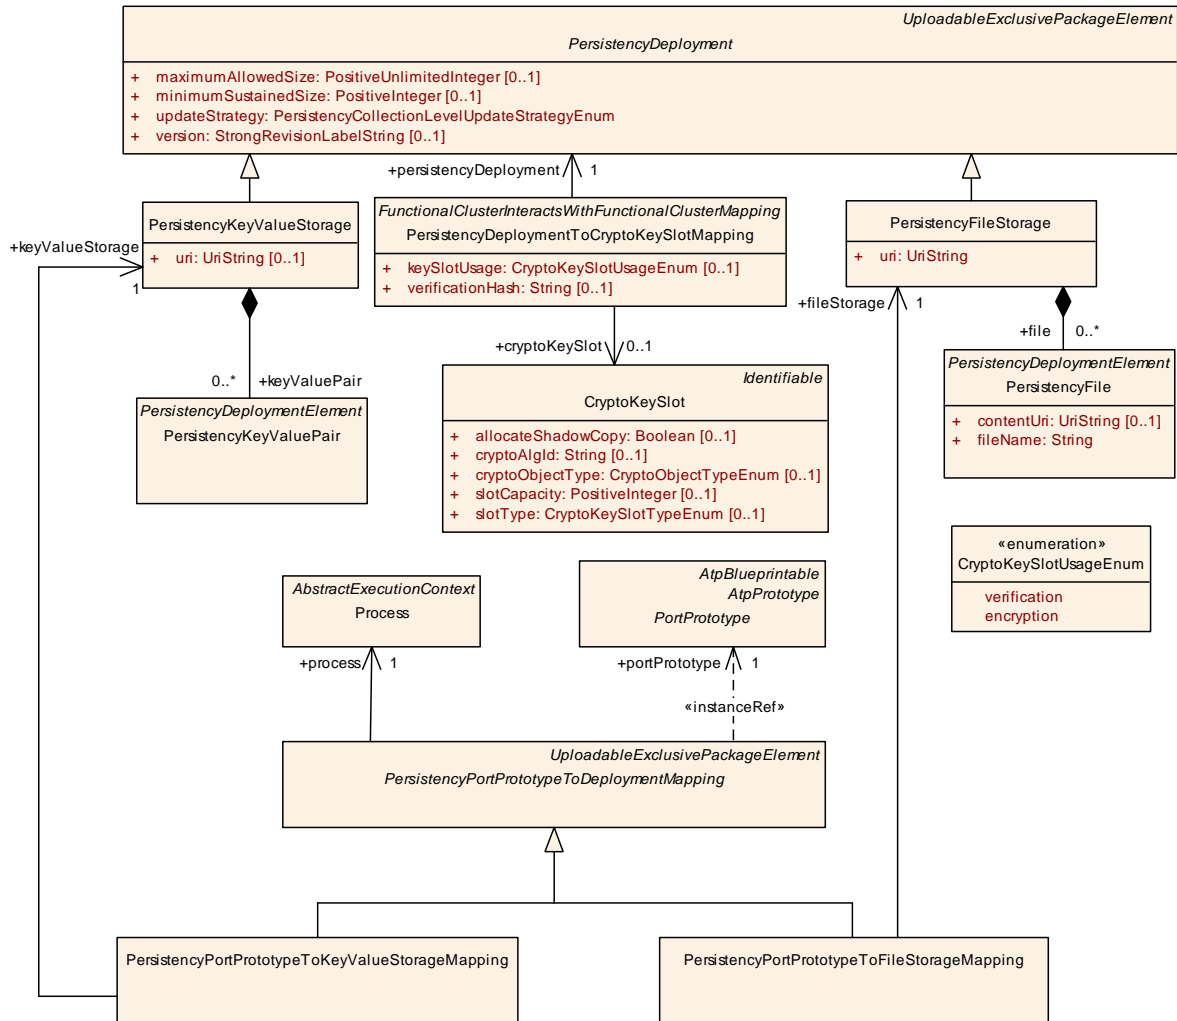 UploadableExclusivePackageElement
PersistencyDeployment
+ maximumAllowedSize: PositiveUnlimitedInteger [0..1]
+ minimumSustainedSize: PositiveInteger [0..1]
+ updateStrategy: PersistencyCollectionLevelUpdateStrategyEnum
+ version: StrongRevisionLabelString [0..1]
+persistencyDeployment 1
PersistencyKeyValueStorage
+ uri: UriString [0..1]
+keyValueStorage
1
FunctionalClusterInteractsWithFunctionalClusterMapping
PersistencyDeploymentToCryptoKeySlotMapping
+ keySlotUsage: CryptoKeySlotUsageEnum [0..1]
+ verificationHash: String [0..1]
PersistencyFileStorage
+ uri: UriString
+fileStorage 1
+file 0..*
+cryptoKeySlot 0..1
0..* +keyValuePair
PersistencyDeploymentElement
PersistencyKeyValuePair
Identifiable
CryptoKeySlot
+ allocateShadowCopy: Boolean [0..1]
+ cryptoAlgId: String [0..1]
+ cryptoObjectType: CryptoObjectTypeEnum [0..1]
+ slotCapacity: PositiveInteger [0..1]
+ slotType: CryptoKeySlotTypeEnum [0..1]
PersistencyDeploymentElement
PersistencyFile
+ contentUri: UriString [0..1]
+ fileName: String
«enumeration»
CryptoKeySlotUsageEnum
verification
encryption
AbstractExecutionContext
Process
AtpBlueprintable
AtpPrototype
PortPrototype
+process 1
+portPrototype 1
«instanceRef»
UploadableExclusivePackageElement
PersistencyPortPrototypeToDeploymentMapping
PersistencyPortPrototypeToKeyValueStorageMapping
PersistencyPortPrototypeToFileStorageMapping